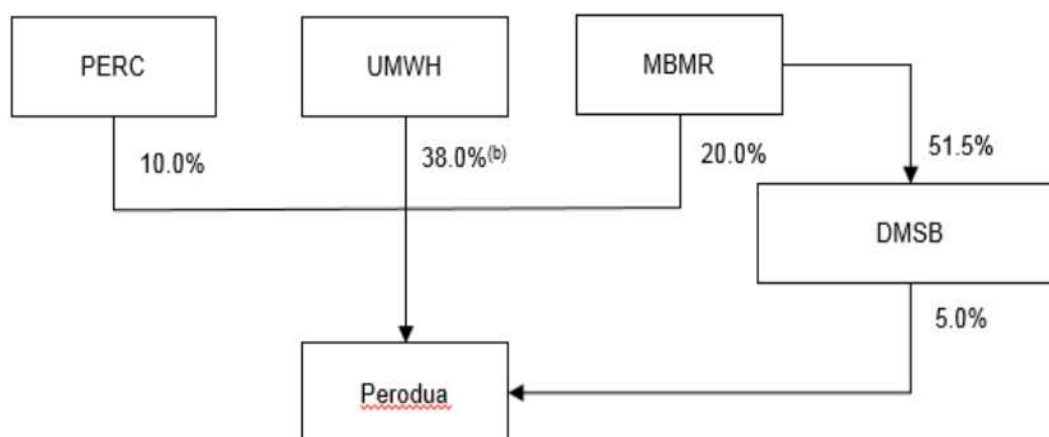 PERC
UMWH
MBMR
10.0%
38.0%(b)
20.0%
51.5%
DMSB
5.0%
Perodua